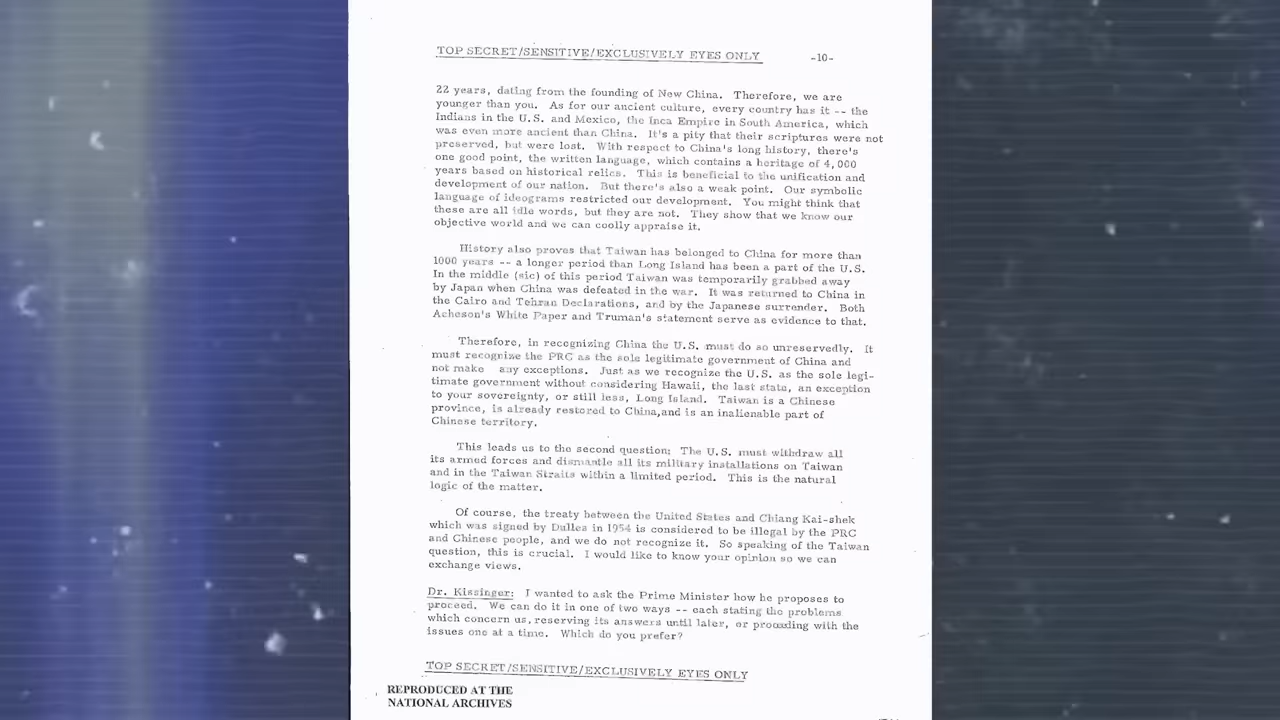 TOP SECRET/SENSITIVE/EXCLUSIVELY EYES ONLY -10-
22 years, dating from the founding of New China. Therefore, we are
younger than you. As for our ancient culture, every country has it -- the
Indians in the U.S. and Mexico, the Inca Empire in South America, which
was even more ancient than China. It's a pity that their scriptures were not
preserved, but were lost. With respect to China's long history, there's
one good point, the written language, which contains a heritage of 4,000
years based on historical relics. This is beneficial to the unification and
development of our nation. But there's also a weak point. Our symbolic
language of ideograms restricted our development. You might think that
these are all idle words, but they are not. They show that we know our
objective world and we can coolly appraise it.
History also proves that Taiwan has belonged to China for more than
1000 years -- a longer period than Long Island has been a part of the U.S.
In the middle (sic) of this period Taiwan was temporarily grabbed away
by Japan when China was defeated in the war. It was returned to China in
the Cairo and Tehran Declarations, and by the Japanese surrender. Both
Acheson's White Paper and Truman's statement serve as evidence to that.
Therefore, in recognizing China the U.S. must do so unreservedly. It
must recognize the PRC as the sole legitimate government of China and
not make any exceptions. Just as we recognize the U.S. as the sole legi-
timate government without considering Hawaii, the last state, an exception
to your sovereignty, or still less, Long Island. Taiwan is a Chinese
province, is already restored to China,and is an inalienable part of
Chinese territory.
This leads us to the second question: The U.S. must withdraw all
its armed forces and dismantle all its military installations on Taiwan
and in the Taiwan Straits within a limited period. This is the natural
logic of the matter.
Of course, the treaty between the United States and Chiang Kai-shek
which was signed by Dulles in 1954 is considered to be illegal by the PRC
and Chinese people, and we do not recognize it. So speaking of the Taiwan
question, this is crucial. I would like to know your opinion so we can
exchange views.
Dr. Kissinger: I wanted to ask the Prime Minister how he proposes to
proceed. We can do it in one of two ways -- each stating the problems
which concern us, reserving its answers until later, or proceeding with the
issues one at a time. Which do you prefer?
TOP SECRET/SENSITIVE/EXCLUSIVELY EYES ONLY
REPRODUCED AT THE
NATIONAL ARCHIVES